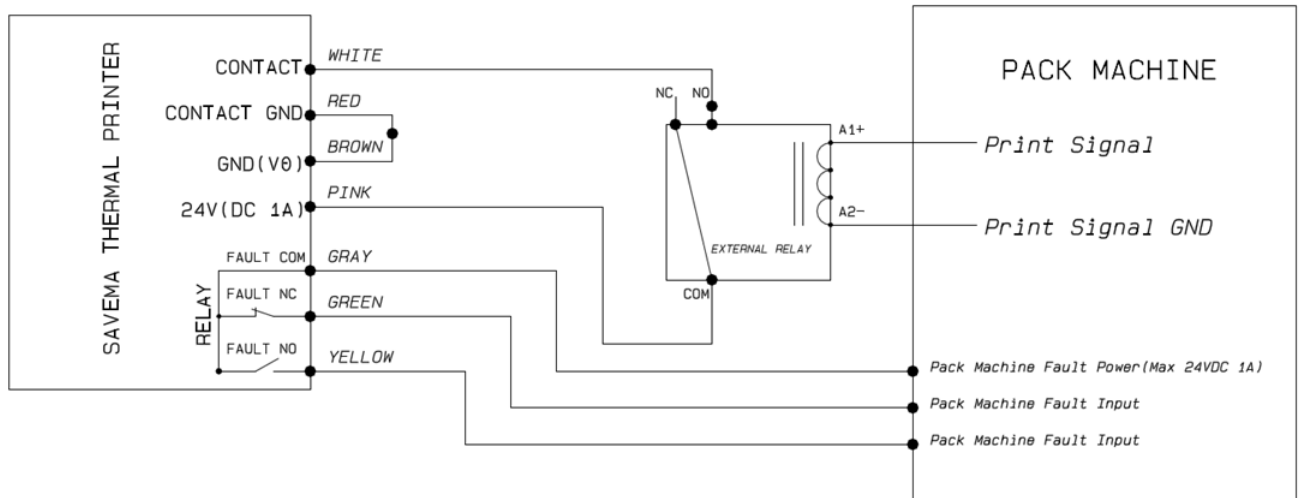 SAVEMA THERMAL PRINTER
CONTACT
WHITE
CONTACT GND
RED
GND(V0)
BROWN
24V(DC 1A)
PINK
RELAY
FAULT COM
GRAY
FAULT NC
GREEN
FAULT NO
YELLOW
NC
NO
A1+
A2-
EXTERNAL RELAY
COM
PACK MACHINE
Print Signal
Print Signal GND
Pack Machine Fault Power(Max 24VDC 1A)
Pack Machine Fault Input
Pack Machine Fault Input